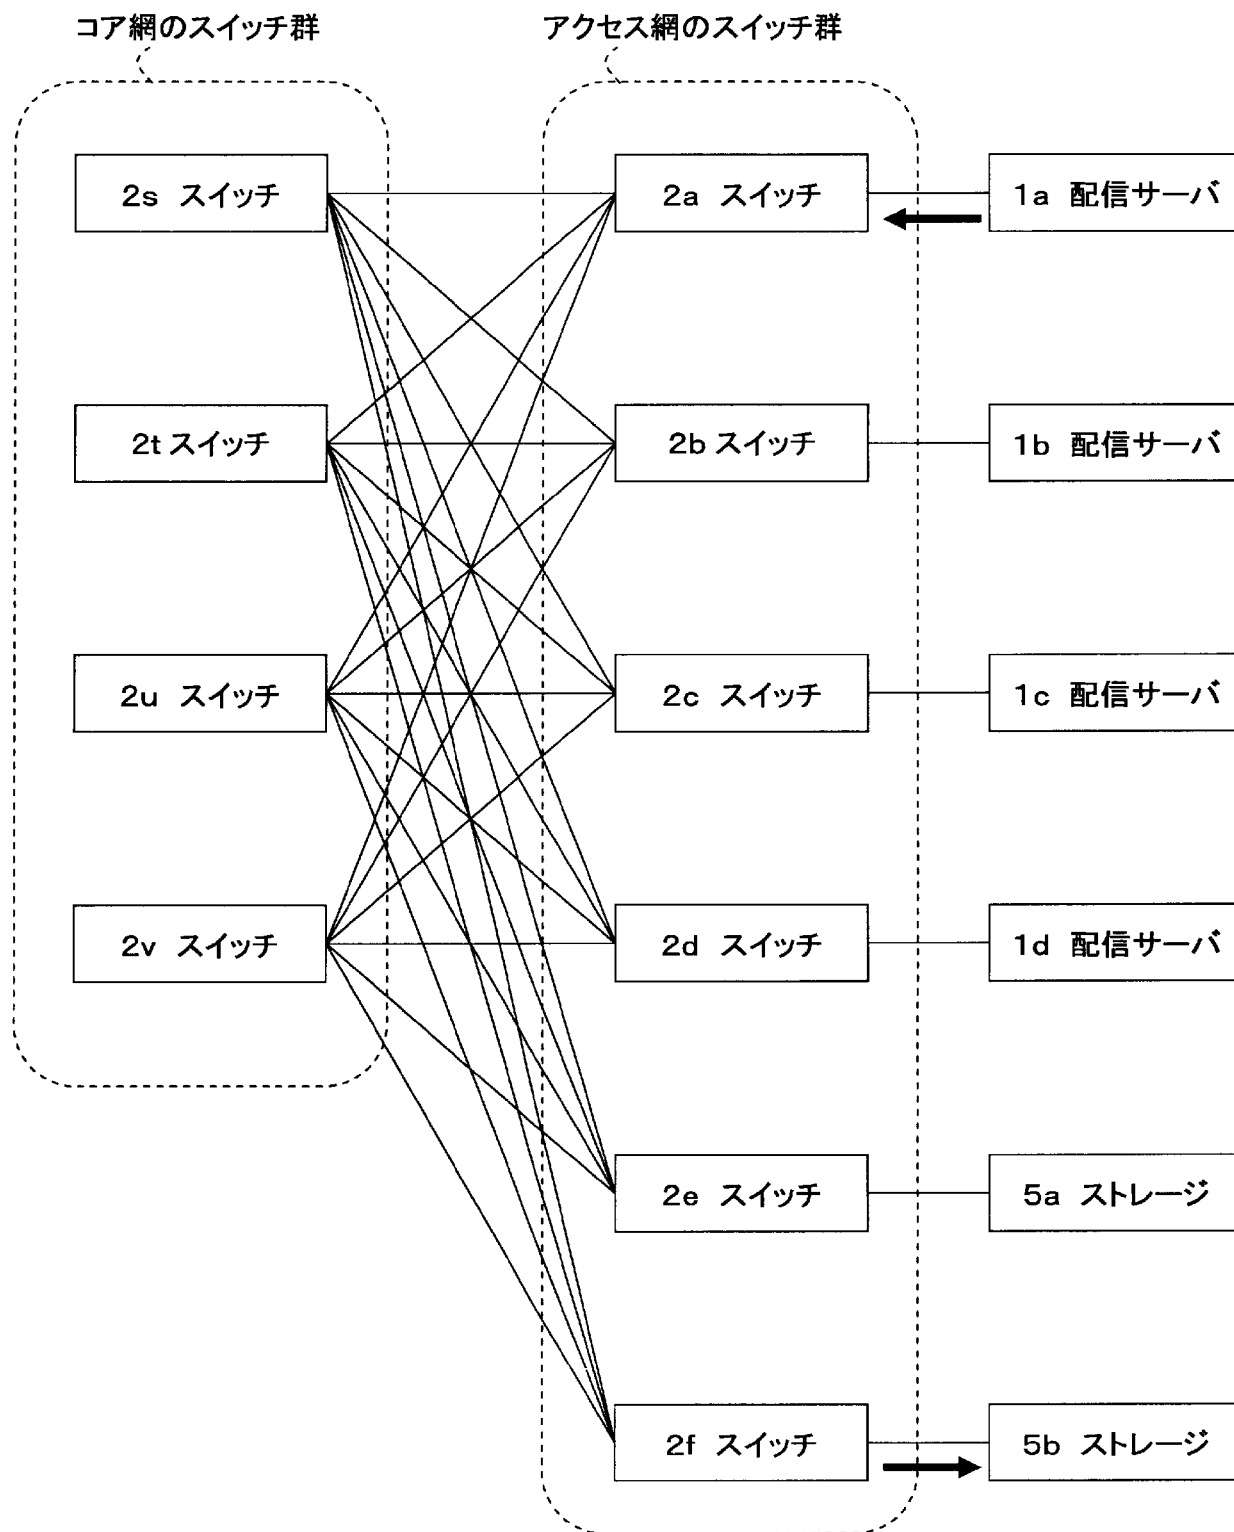 コア網のスイッチ群 アクセス網のスイッチ群
2s スイッチ 2a スイッチ 1a 配信サーバ
2t スイッチ 2b スイッチ 1b 配信サーバ
2u スイッチ 2c スイッチ 1c 配信サーバ
2v スイッチ 2d スイッチ 1d 配信サーバ
2e スイッチ 5a ストレージ
2f スイッチ 5b ストレージ